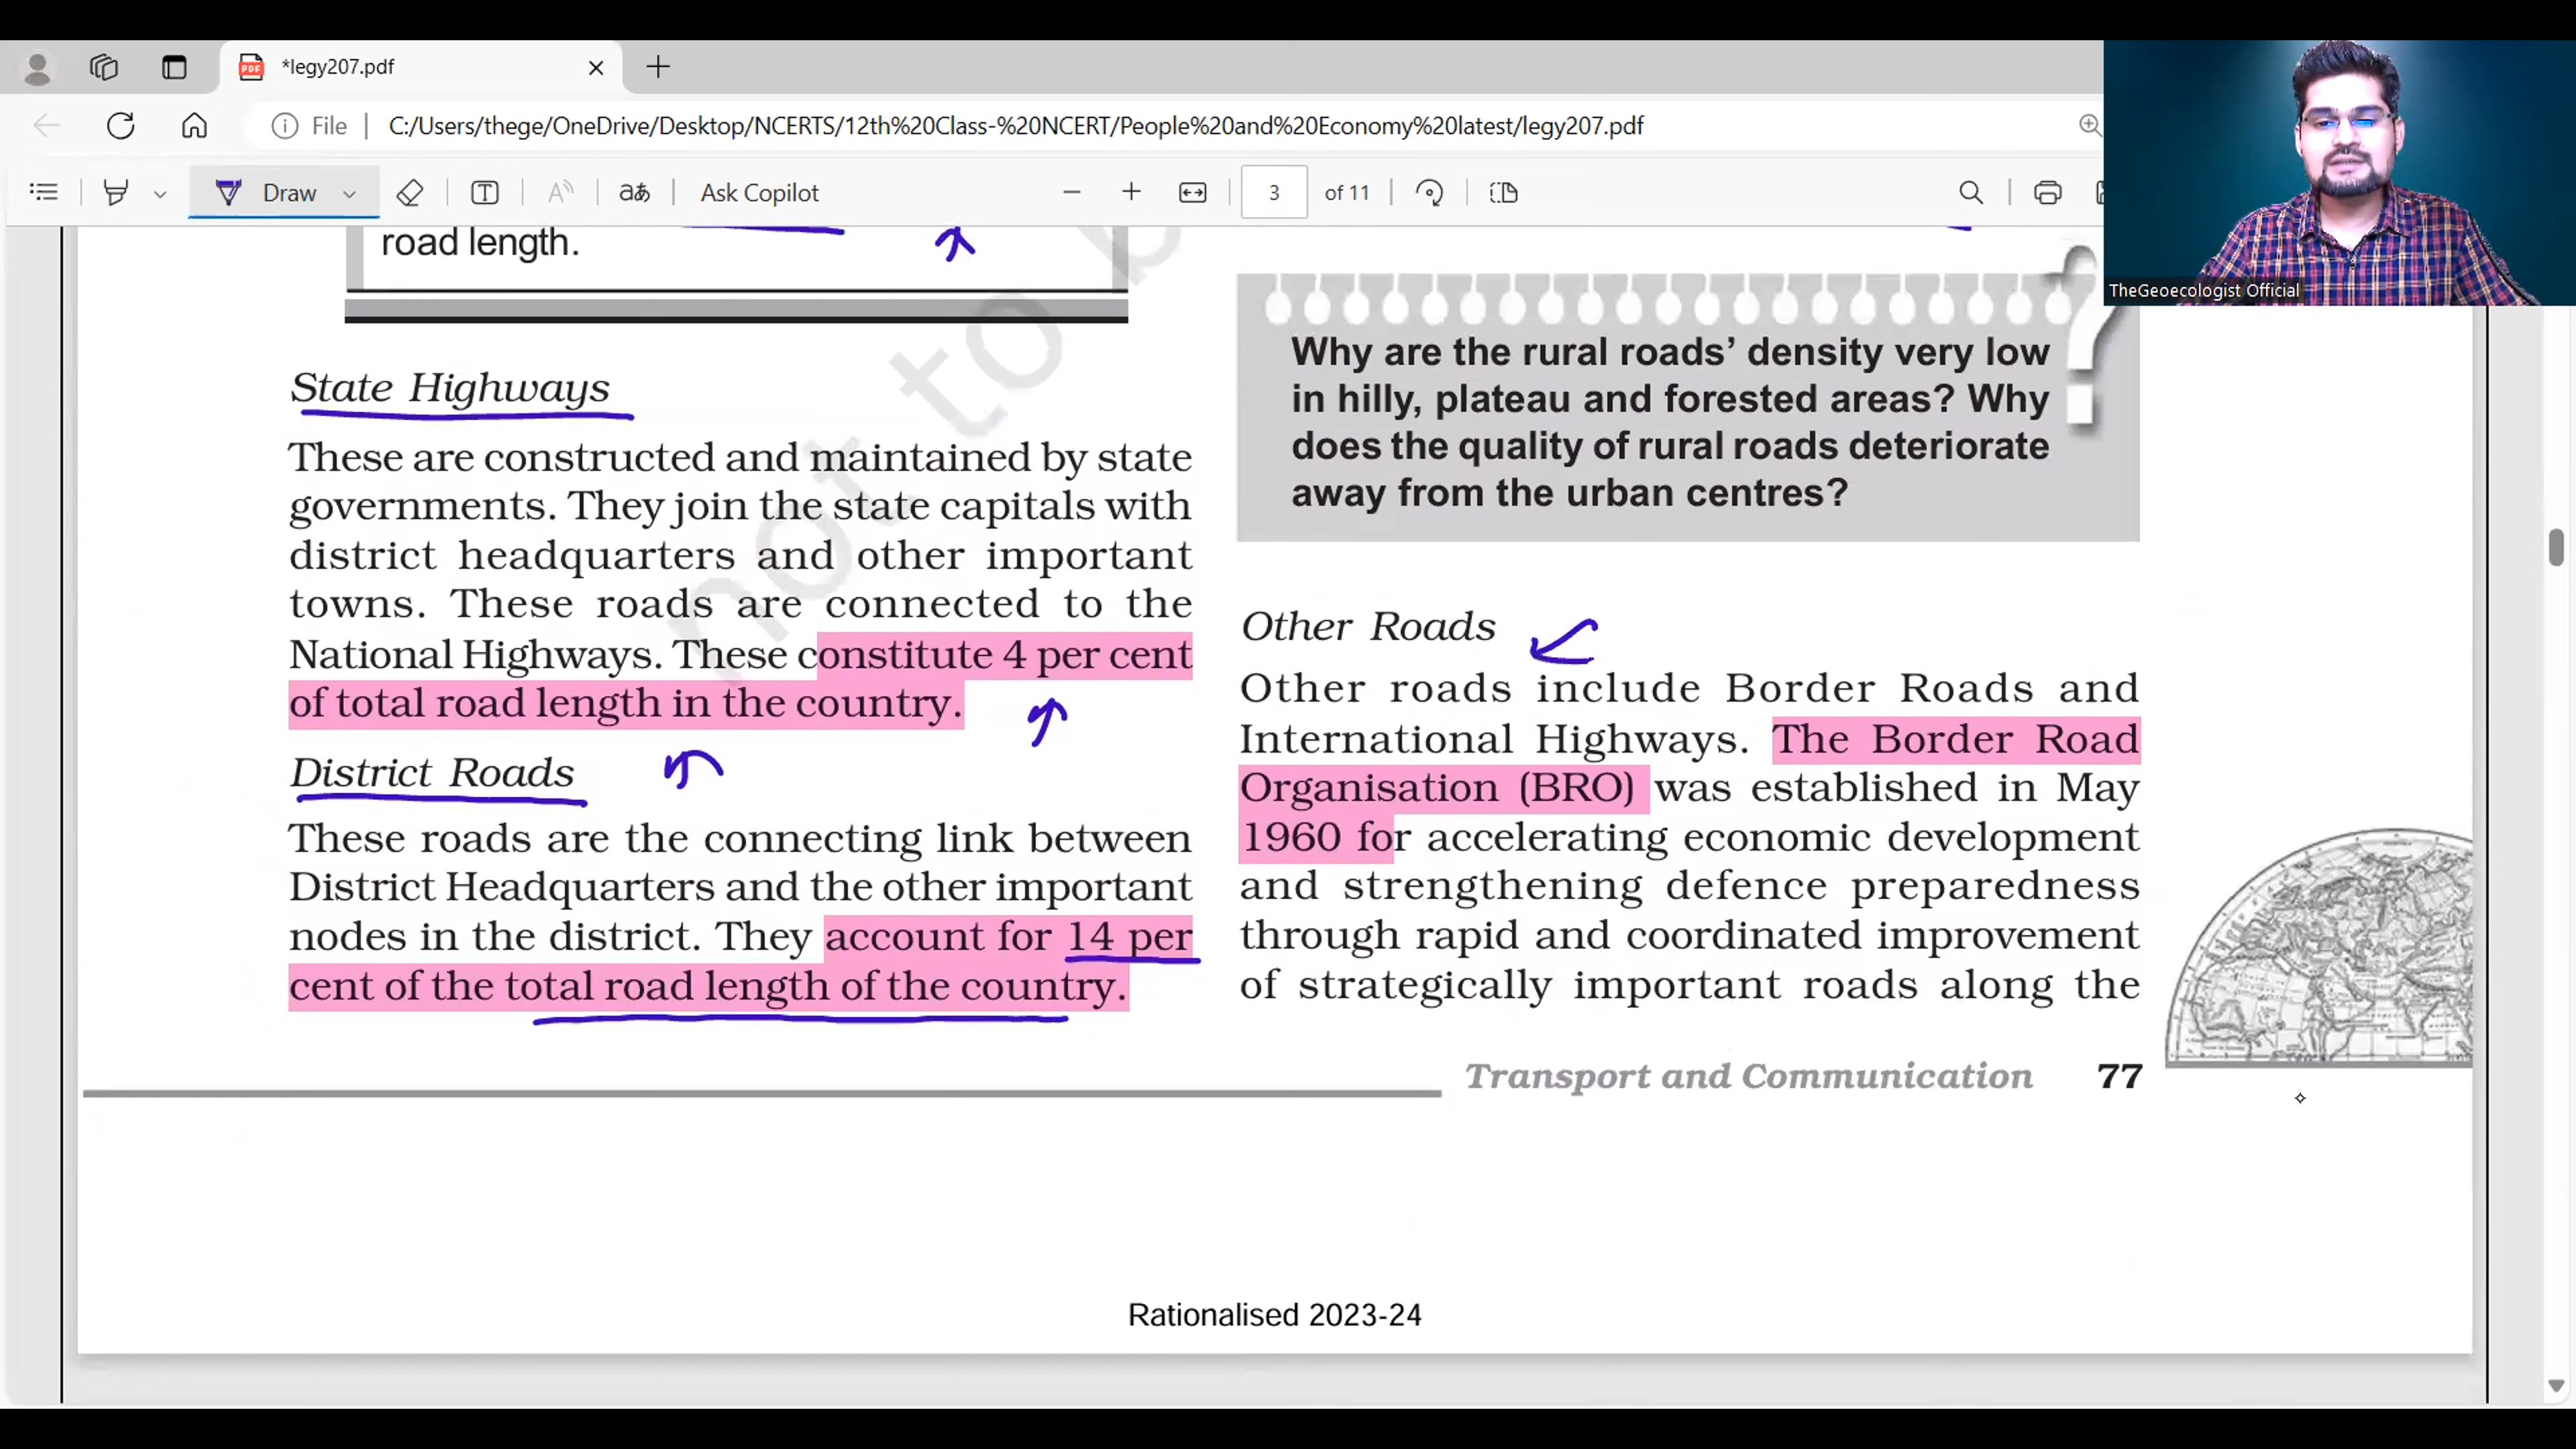 *legy207.pdf
File
C:/Users/thege/OneDrive/Desktop/NCERTS/12th%20Class-%20NCERT/People%20and%20Economy%20latest/legy207.pdf
Draw
aあ
Ask Copilot
3 of 11
TheGeoecologist Official
road length.
not to b
State Highways
These are constructed and maintained by state
governments. They join the state capitals with
district headquarters and other important
towns. These roads are connected to the
National Highways. These constitute 4 per cent
of total road length in the country.
District Roads
These roads are the connecting link between
District Headquarters and the other important
nodes in the district. They account for 14 per
cent of the total road length of the country.
Why are the rural roads’ density very low
in hilly, plateau and forested areas? Why
does the quality of rural roads deteriorate
away from the urban centres?
?
Other Roads
Other roads include Border Roads and
International Highways. The Border Road
Organisation (BRO) was established in May
1960 for accelerating economic development
and strengthening defence preparedness
through rapid and coordinated improvement
of strategically important roads along the
Transport and Communication 77
Rationalised 2023-24